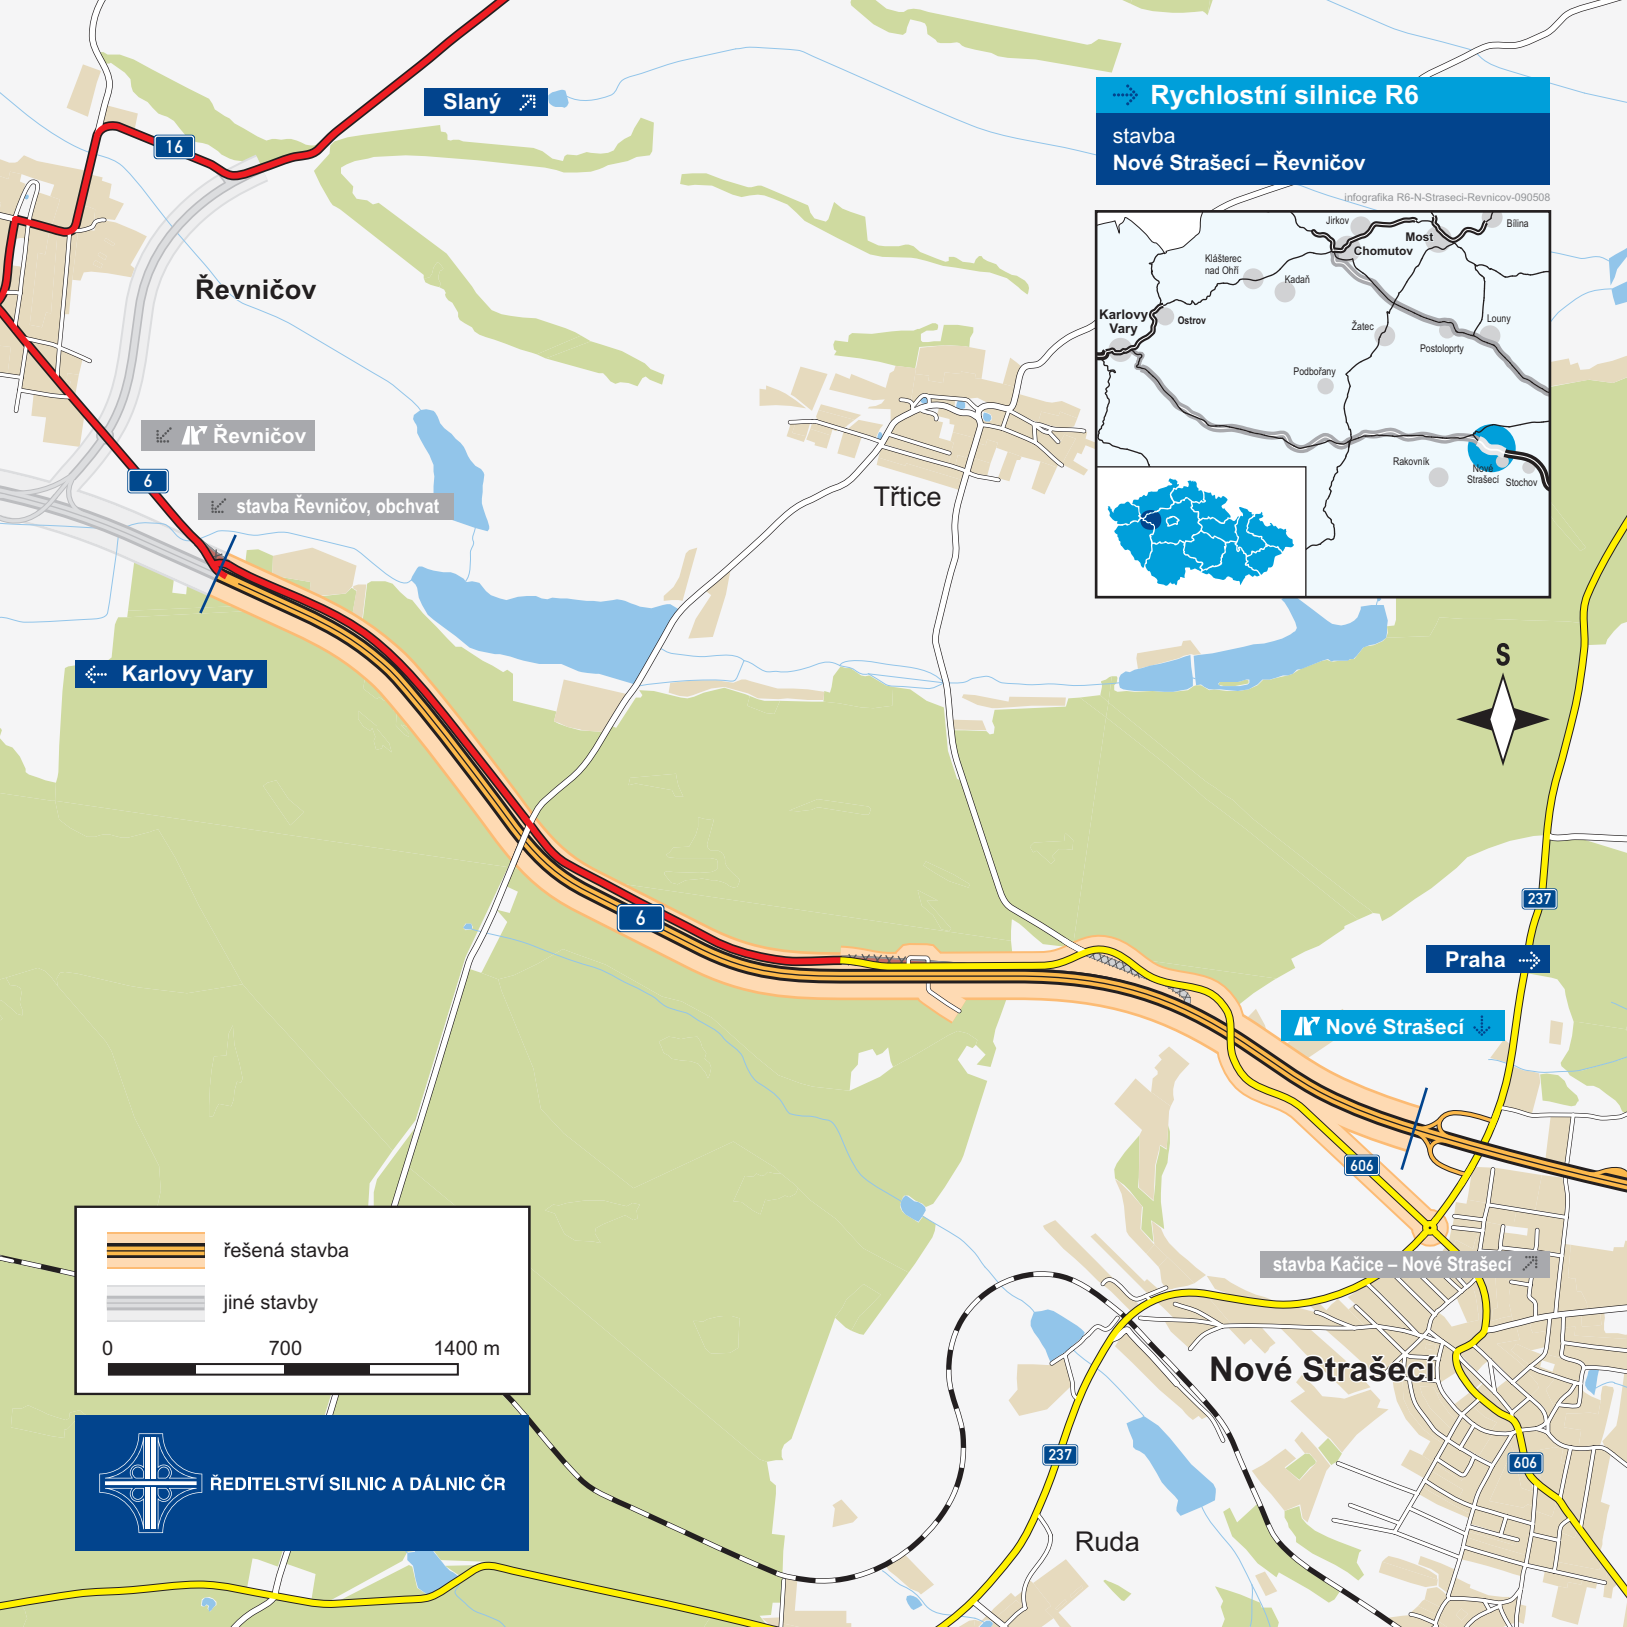 Rychlostní silnice R6
stavba
Nové Strašecí – Řevničov
infografika R6-N-Straseci-Revnicov-090508
Jirkov
Bílina
Most
Chomutov
Klášterec
nad Ohří
Kadaň
Karlovy
Vary
Ostrov
Žatec
Louny
Postoloprty
Podbořany
Rakovník
Nové
Strašecí
Stochov
Slaný
16
Řevničov
Řevničov
6
stavba Řevničov, obchvat
Třtice
Karlovy Vary
S
237
6
Praha
Nové Strašecí
606
stavba Kačice – Nové Strašecí
řešená stavba
jiné stavby
0 700 1400 m
Nové Strašecí
237
606
ŘEDITELSTVÍ SILNIC A DÁLNIC ČR
Ruda